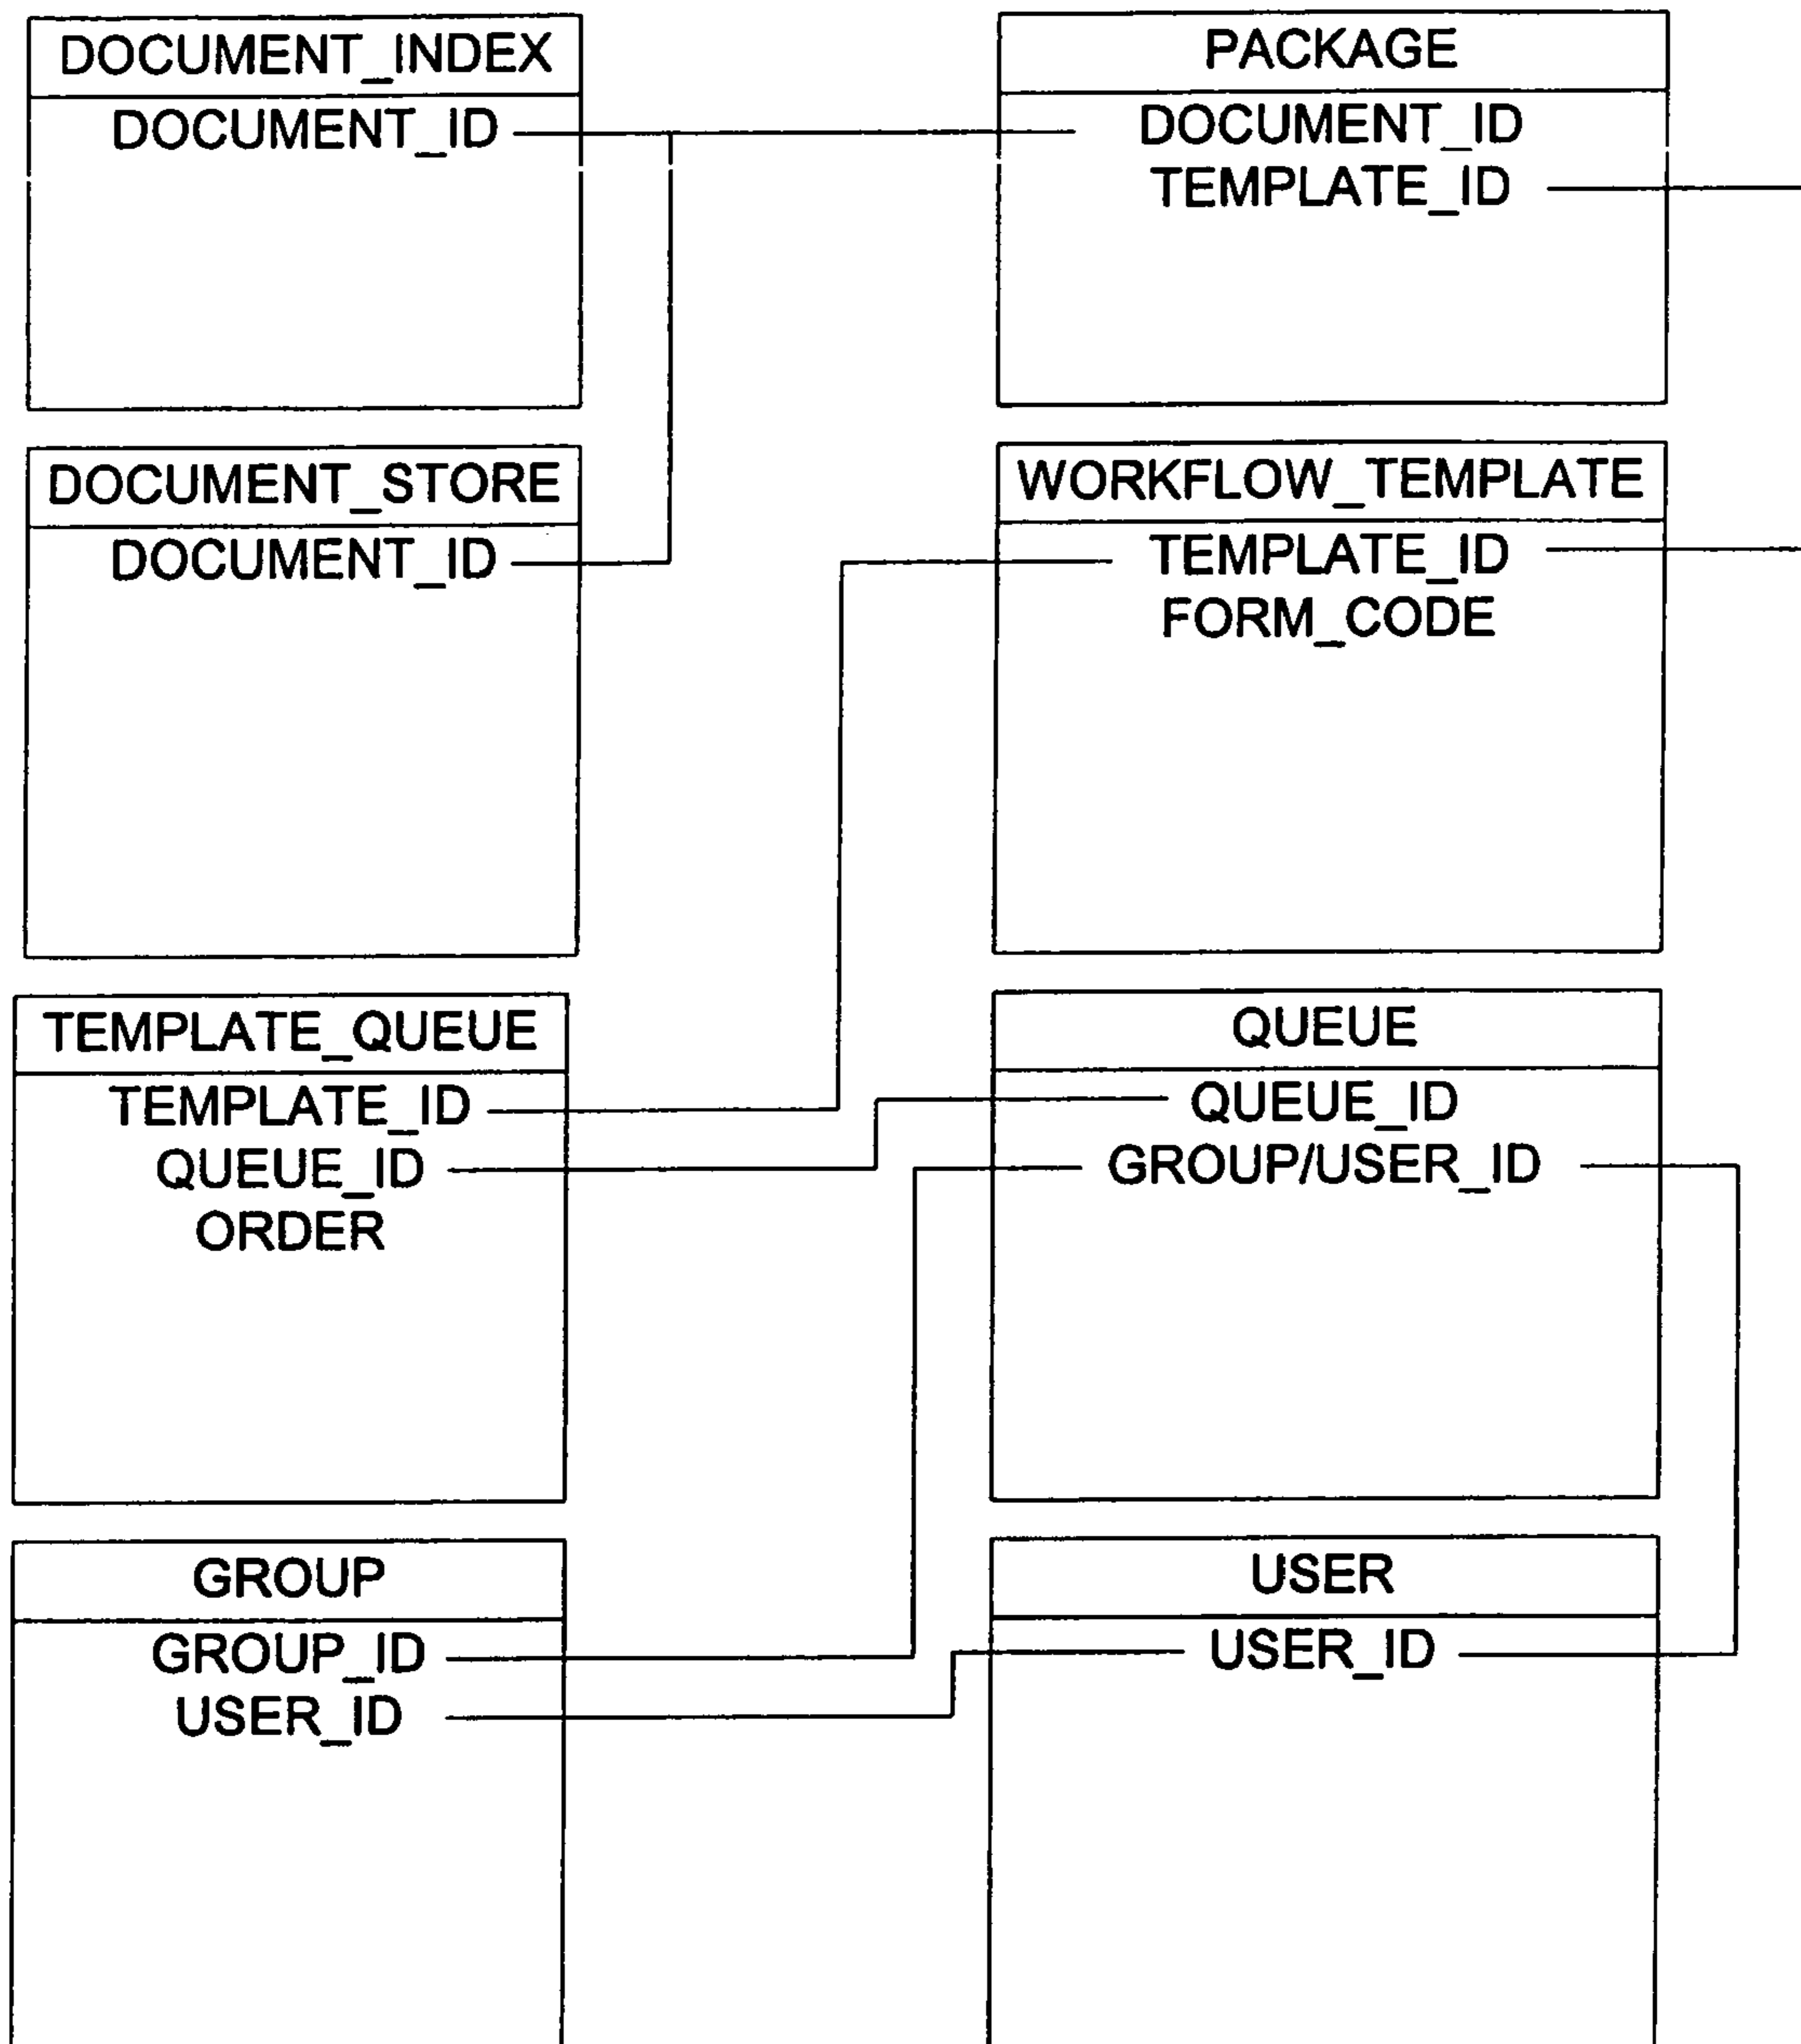 DOCUMENT_INDEX
DOCUMENT_ID
PACKAGE
DOCUMENT_ID
TEMPLATE_ID
DOCUMENT_STORE
DOCUMENT_ID
WORKFLOW_TEMPLATE
TEMPLATE_ID
FORM_CODE
TEMPLATE_QUEUE
TEMPLATE_ID
QUEUE_ID
ORDER
QUEUE
QUEUE_ID
GROUP/USER_ID
GROUP
GROUP_ID
USER_ID
USER
USER_ID